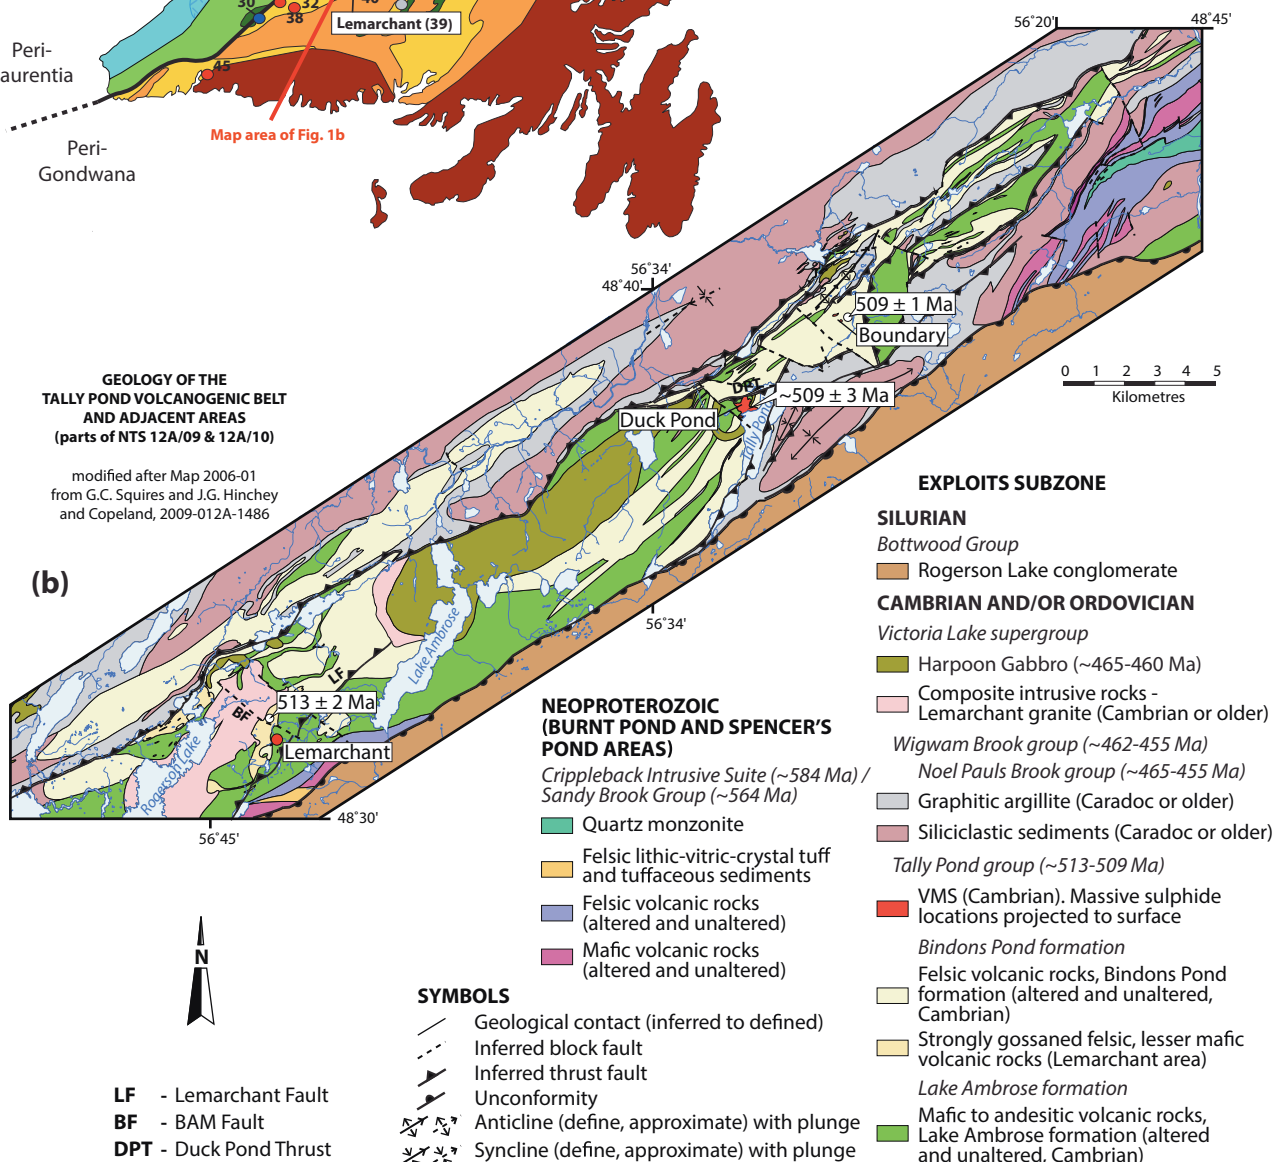 30
32
38
Lemarchant (39)
45
Peri-
aurentia
Peri-
Gondwana
Map area of Fig. 1b
56˚20'
48˚45'
56˚34'
48˚40'
509 ± 1 Ma
Boundary
DPT
~509 ± 3 Ma
Duck Pond
Tally Pond
0 1 2 3 4 5
Kilometres
GEOLOGY OF THE
TALLY POND VOLCANOGENIC BELT
AND ADJACENT AREAS
(parts of NTS 12A/09 & 12A/10)
modified after Map 2006-01
from G.C. Squires and J.G. Hinchey
and Copeland, 2009-012A-1486
(b)
Lake Ambrose
56˚34'
LF
513 ± 2 Ma
BF
Lemarchant
Rogerson Lake
48˚30'
56˚45'
N
LF - Lemarchant Fault
BF - BAM Fault
DPT - Duck Pond Thrust
NEOPROTEROZOIC
(BURNT POND AND SPENCER'S
POND AREAS)
Crippleback Intrusive Suite (~584 Ma) /
Sandy Brook Group (~564 Ma)
Quartz monzonite
Felsic lithic-vitric-crystal tuff
and tuffaceous sediments
Felsic volcanic rocks
(altered and unaltered)
Mafic volcanic rocks
(altered and unaltered)
SYMBOLS
Geological contact (inferred to defined)
Inferred block fault
Inferred thrust fault
Unconformity
Anticline (define, approximate) with plunge
Syncline (define, approximate) with plunge
EXPLOITS SUBZONE
SILURIAN
Bottwood Group
Rogerson Lake conglomerate
CAMBRIAN AND/OR ORDOVICIAN
Victoria Lake supergroup
Harpoon Gabbro (~465-460 Ma)
Composite intrusive rocks -
Lemarchant granite (Cambrian or older)
Wigwam Brook group (~462-455 Ma)
Noel Pauls Brook group (~465-455 Ma)
Graphitic argillite (Caradoc or older)
Siliciclastic sediments (Caradoc or older)
Tally Pond group (~513-509 Ma)
VMS (Cambrian). Massive sulphide
locations projected to surface
Bindons Pond formation
Felsic volcanic rocks, Bindons Pond
formation (altered and unaltered,
Cambrian)
Strongly gossaned felsic, lesser mafic
volcanic rocks (Lemarchant area)
Lake Ambrose formation
Mafic to andesitic volcanic rocks,
Lake Ambrose formation (altered
and unaltered, Cambrian)